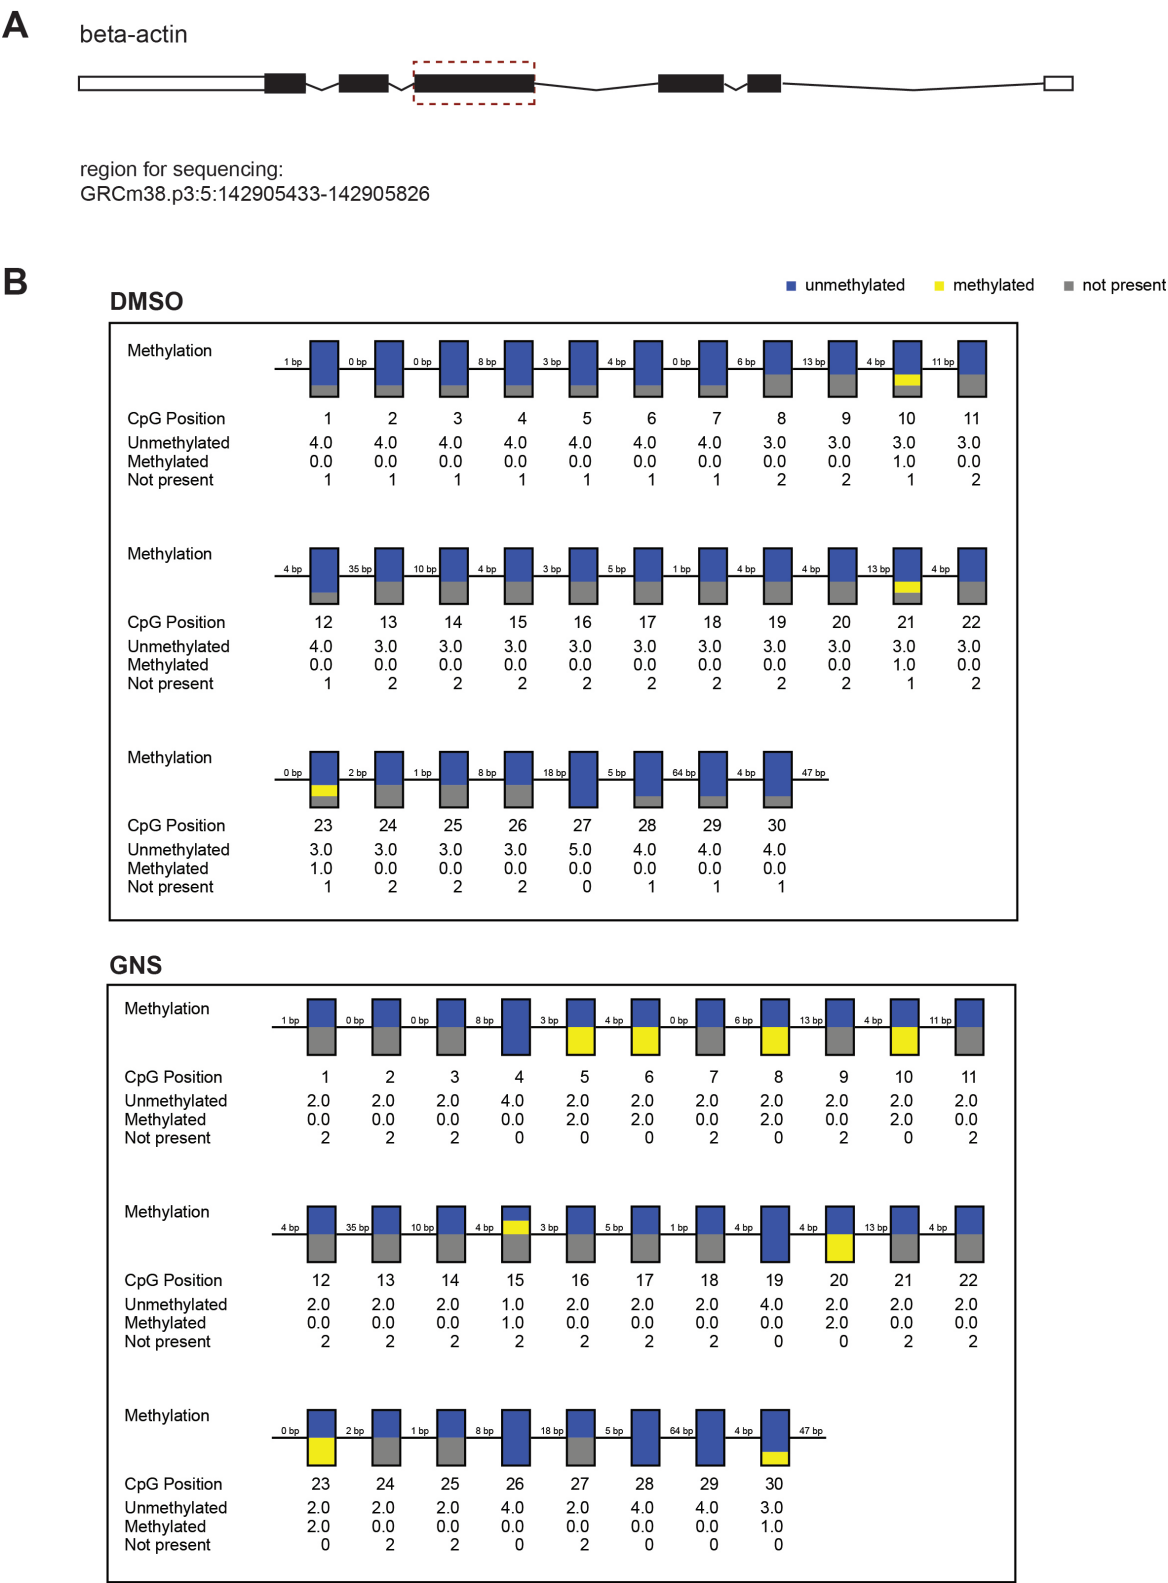 A
beta-actin
region for sequencing:
GRCm38.p3:5:142905433-142905826
B
unmethylated methylated not present
DMSO
Methylation
1 bp 0 bp 0 bp 8 bp 3 bp 4 bp 0 bp 6 bp 13 bp 4 bp 11 bp
CpG Position 1 2 3 4 5 6 7 8 9 10 11
Unmethylated 4.0 4.0 4.0 4.0 4.0 4.0 4.0 3.0 3.0 3.0 3.0
Methylated 0.0 0.0 0.0 0.0 0.0 0.0 0.0 0.0 0.0 1.0 0.0
Not present 1 1 1 1 1 1 1 2 2 1 2
Methylation
4 bp 35 bp 10 bp 4 bp 3 bp 5 bp 1 bp 4 bp 4 bp 13 bp 4 bp
CpG Position 12 13 14 15 16 17 18 19 20 21 22
Unmethylated 4.0 3.0 3.0 3.0 3.0 3.0 3.0 3.0 3.0 3.0 3.0
Methylated 0.0 0.0 0.0 0.0 0.0 0.0 0.0 0.0 0.0 1.0 0.0
Not present 1 2 2 2 2 2 2 2 2 1 2
Methylation
0 bp 2 bp 1 bp 8 bp 18 bp 5 bp 64 bp 4 bp 47 bp
CpG Position 23 24 25 26 27 28 29 30
Unmethylated 3.0 3.0 3.0 3.0 5.0 4.0 4.0 4.0
Methylated 1.0 0.0 0.0 0.0 0.0 0.0 0.0 0.0
Not present 1 2 2 2 0 1 1 1
GNS
Methylation
1 bp 0 bp 0 bp 8 bp 3 bp 4 bp 0 bp 6 bp 13 bp 4 bp 11 bp
CpG Position 1 2 3 4 5 6 7 8 9 10 11
Unmethylated 2.0 2.0 2.0 4.0 2.0 2.0 2.0 2.0 2.0 2.0 2.0
Methylated 0.0 0.0 0.0 0.0 2.0 2.0 0.0 2.0 0.0 2.0 0.0
Not present 2 2 2 0 0 0 2 0 2 0 2
Methylation
4 bp 35 bp 10 bp 4 bp 3 bp 5 bp 1 bp 4 bp 4 bp 13 bp 4 bp
CpG Position 12 13 14 15 16 17 18 19 20 21 22
Unmethylated 2.0 2.0 2.0 1.0 2.0 2.0 2.0 4.0 2.0 2.0 2.0
Methylated 0.0 0.0 0.0 1.0 0.0 0.0 0.0 0.0 2.0 0.0 0.0
Not present 2 2 2 2 2 2 2 0 0 2 2
Methylation
0 bp 2 bp 1 bp 8 bp 18 bp 5 bp 64 bp 4 bp 47 bp
CpG Position 23 24 25 26 27 28 29 30
Unmethylated 2.0 2.0 2.0 4.0 2.0 4.0 4.0 3.0
Methylated 2.0 0.0 0.0 0.0 0.0 0.0 0.0 1.0
Not present 0 2 2 0 2 0 0 0